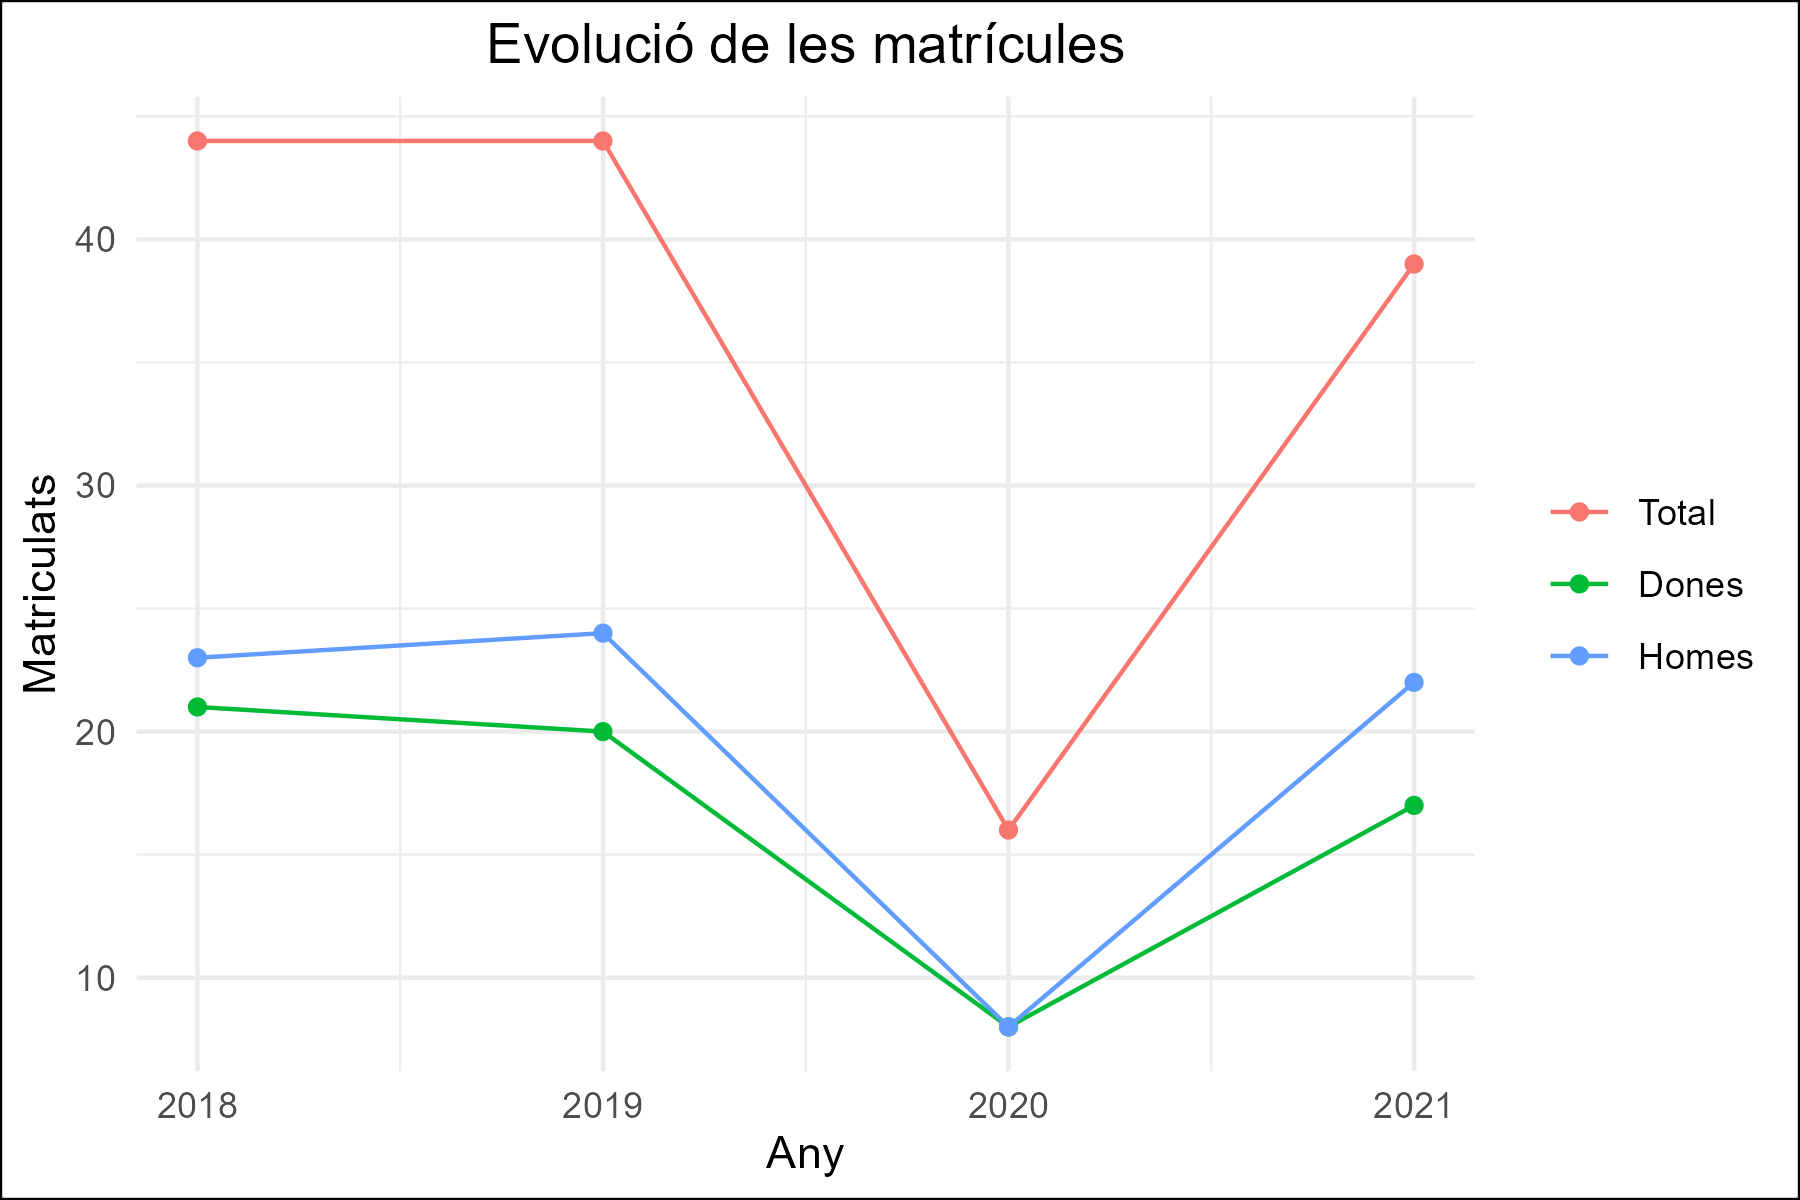 Evolució de les matrícules
Matriculats
40
30
20
10
2018 2019 2020 2021
Any
Total
Dones
Homes